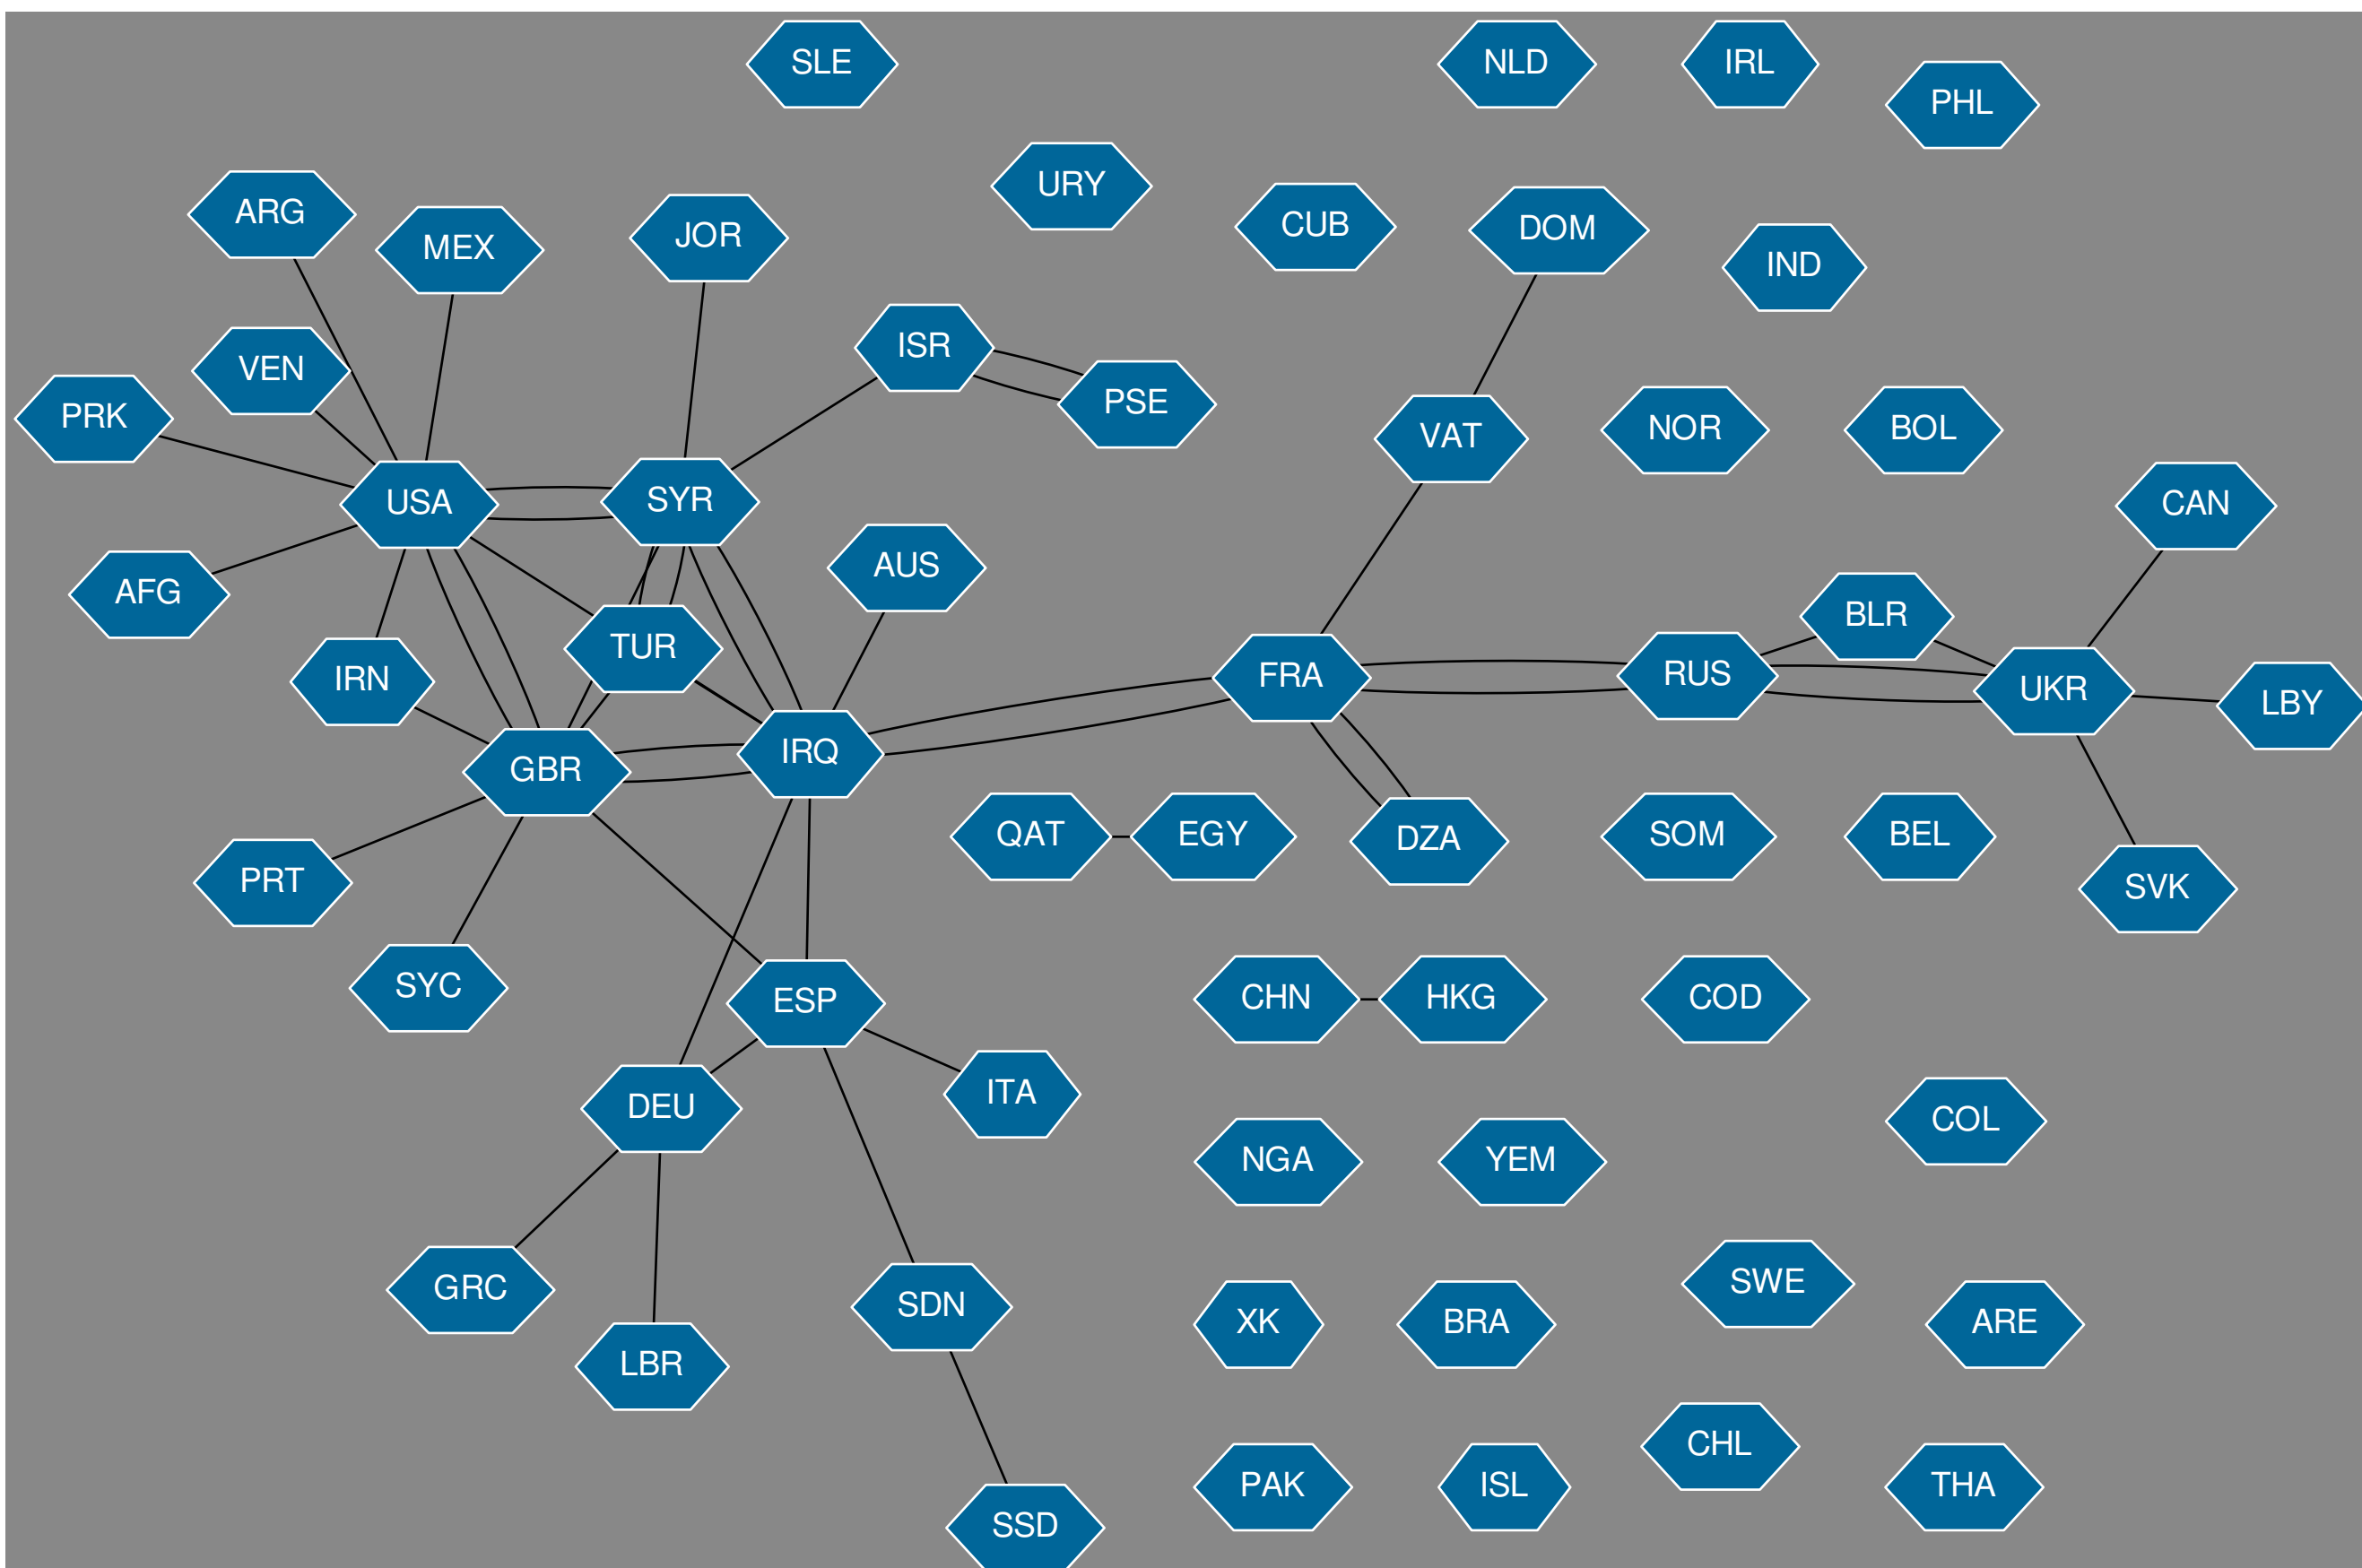 SLE
NLD
IRL
PHL
URY
ARG
MEX
JOR
CUB
DOM
IND
ISR
VEN
PSE
PRK
VAT
NOR
BOL
USA
SYR
CAN
AUS
AFG
BLR
TUR
IRN
FRA
RUS
UKR
LBY
IRQ
GBR
QAT
EGY
DZA
SOM
BEL
PRT
SVK
SYC
ESP
CHN
HKG
COD
ITA
DEU
COL
NGA
YEM
GRC
SDN
SWE
XK
BRA
ARE
LBR
CHL
PAK
ISL
THA
SSD